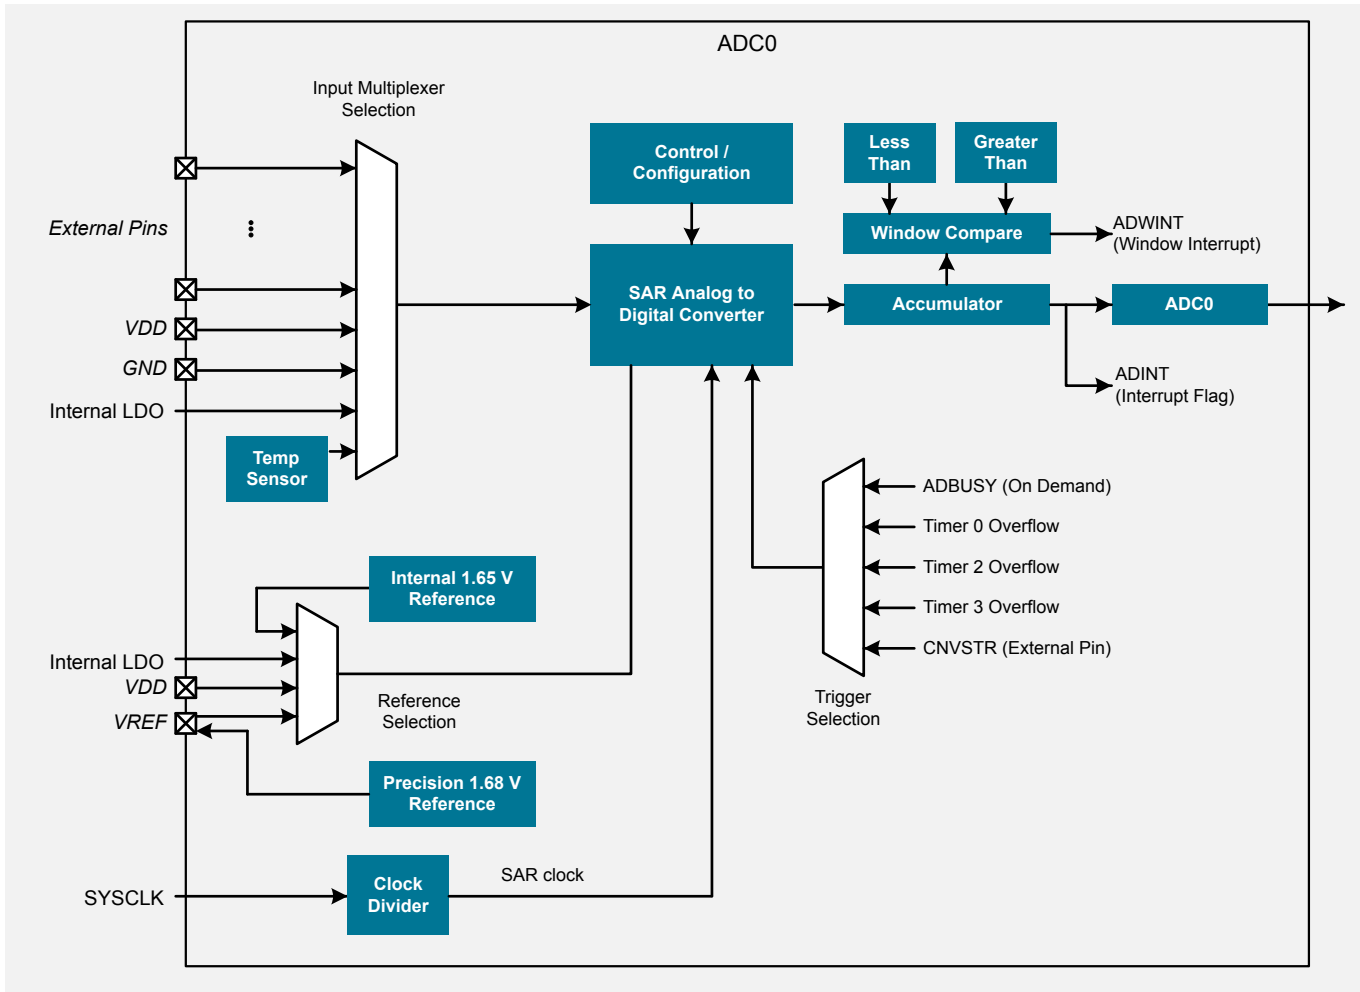 ADC0
Input Multiplexer
Selection
Control /
Configuration
Less
Than
Greater
Than
External Pins
Window Compare
ADWINT
(Window Interrupt)
SAR Analog to
Digital Converter
Accumulator
ADC0
VDD
GND
Internal LDO
ADINT
(Interrupt Flag)
Temp
Sensor
ADBUSY (On Demand)
Timer 0 Overflow
Timer 2 Overflow
Timer 3 Overflow
CNVSTR (External Pin)
Trigger
Selection
Internal 1.65 V
Reference
Internal LDO
VDD
VREF
Reference
Selection
Precision 1.68 V
Reference
SYSCLK
Clock
Divider
SAR clock